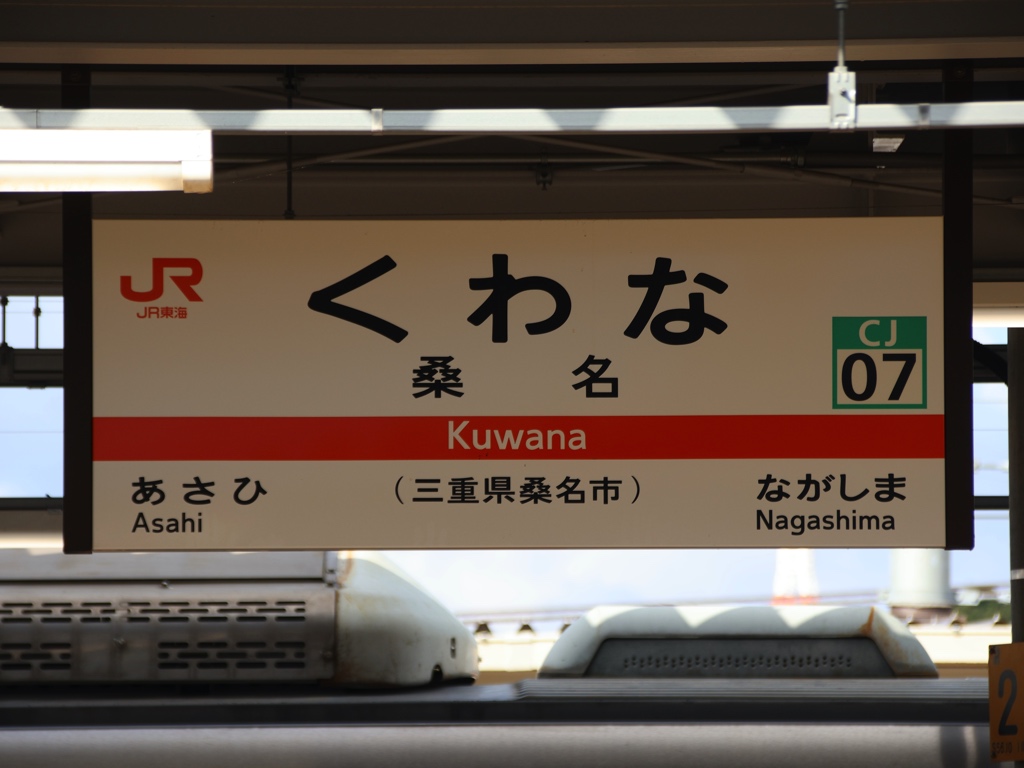 JR
JR東海
くわな
桑名
CJ
07
Kuwana
あさひ
Asahi
(三重県桑名市)
ながしま
Nagashima
2